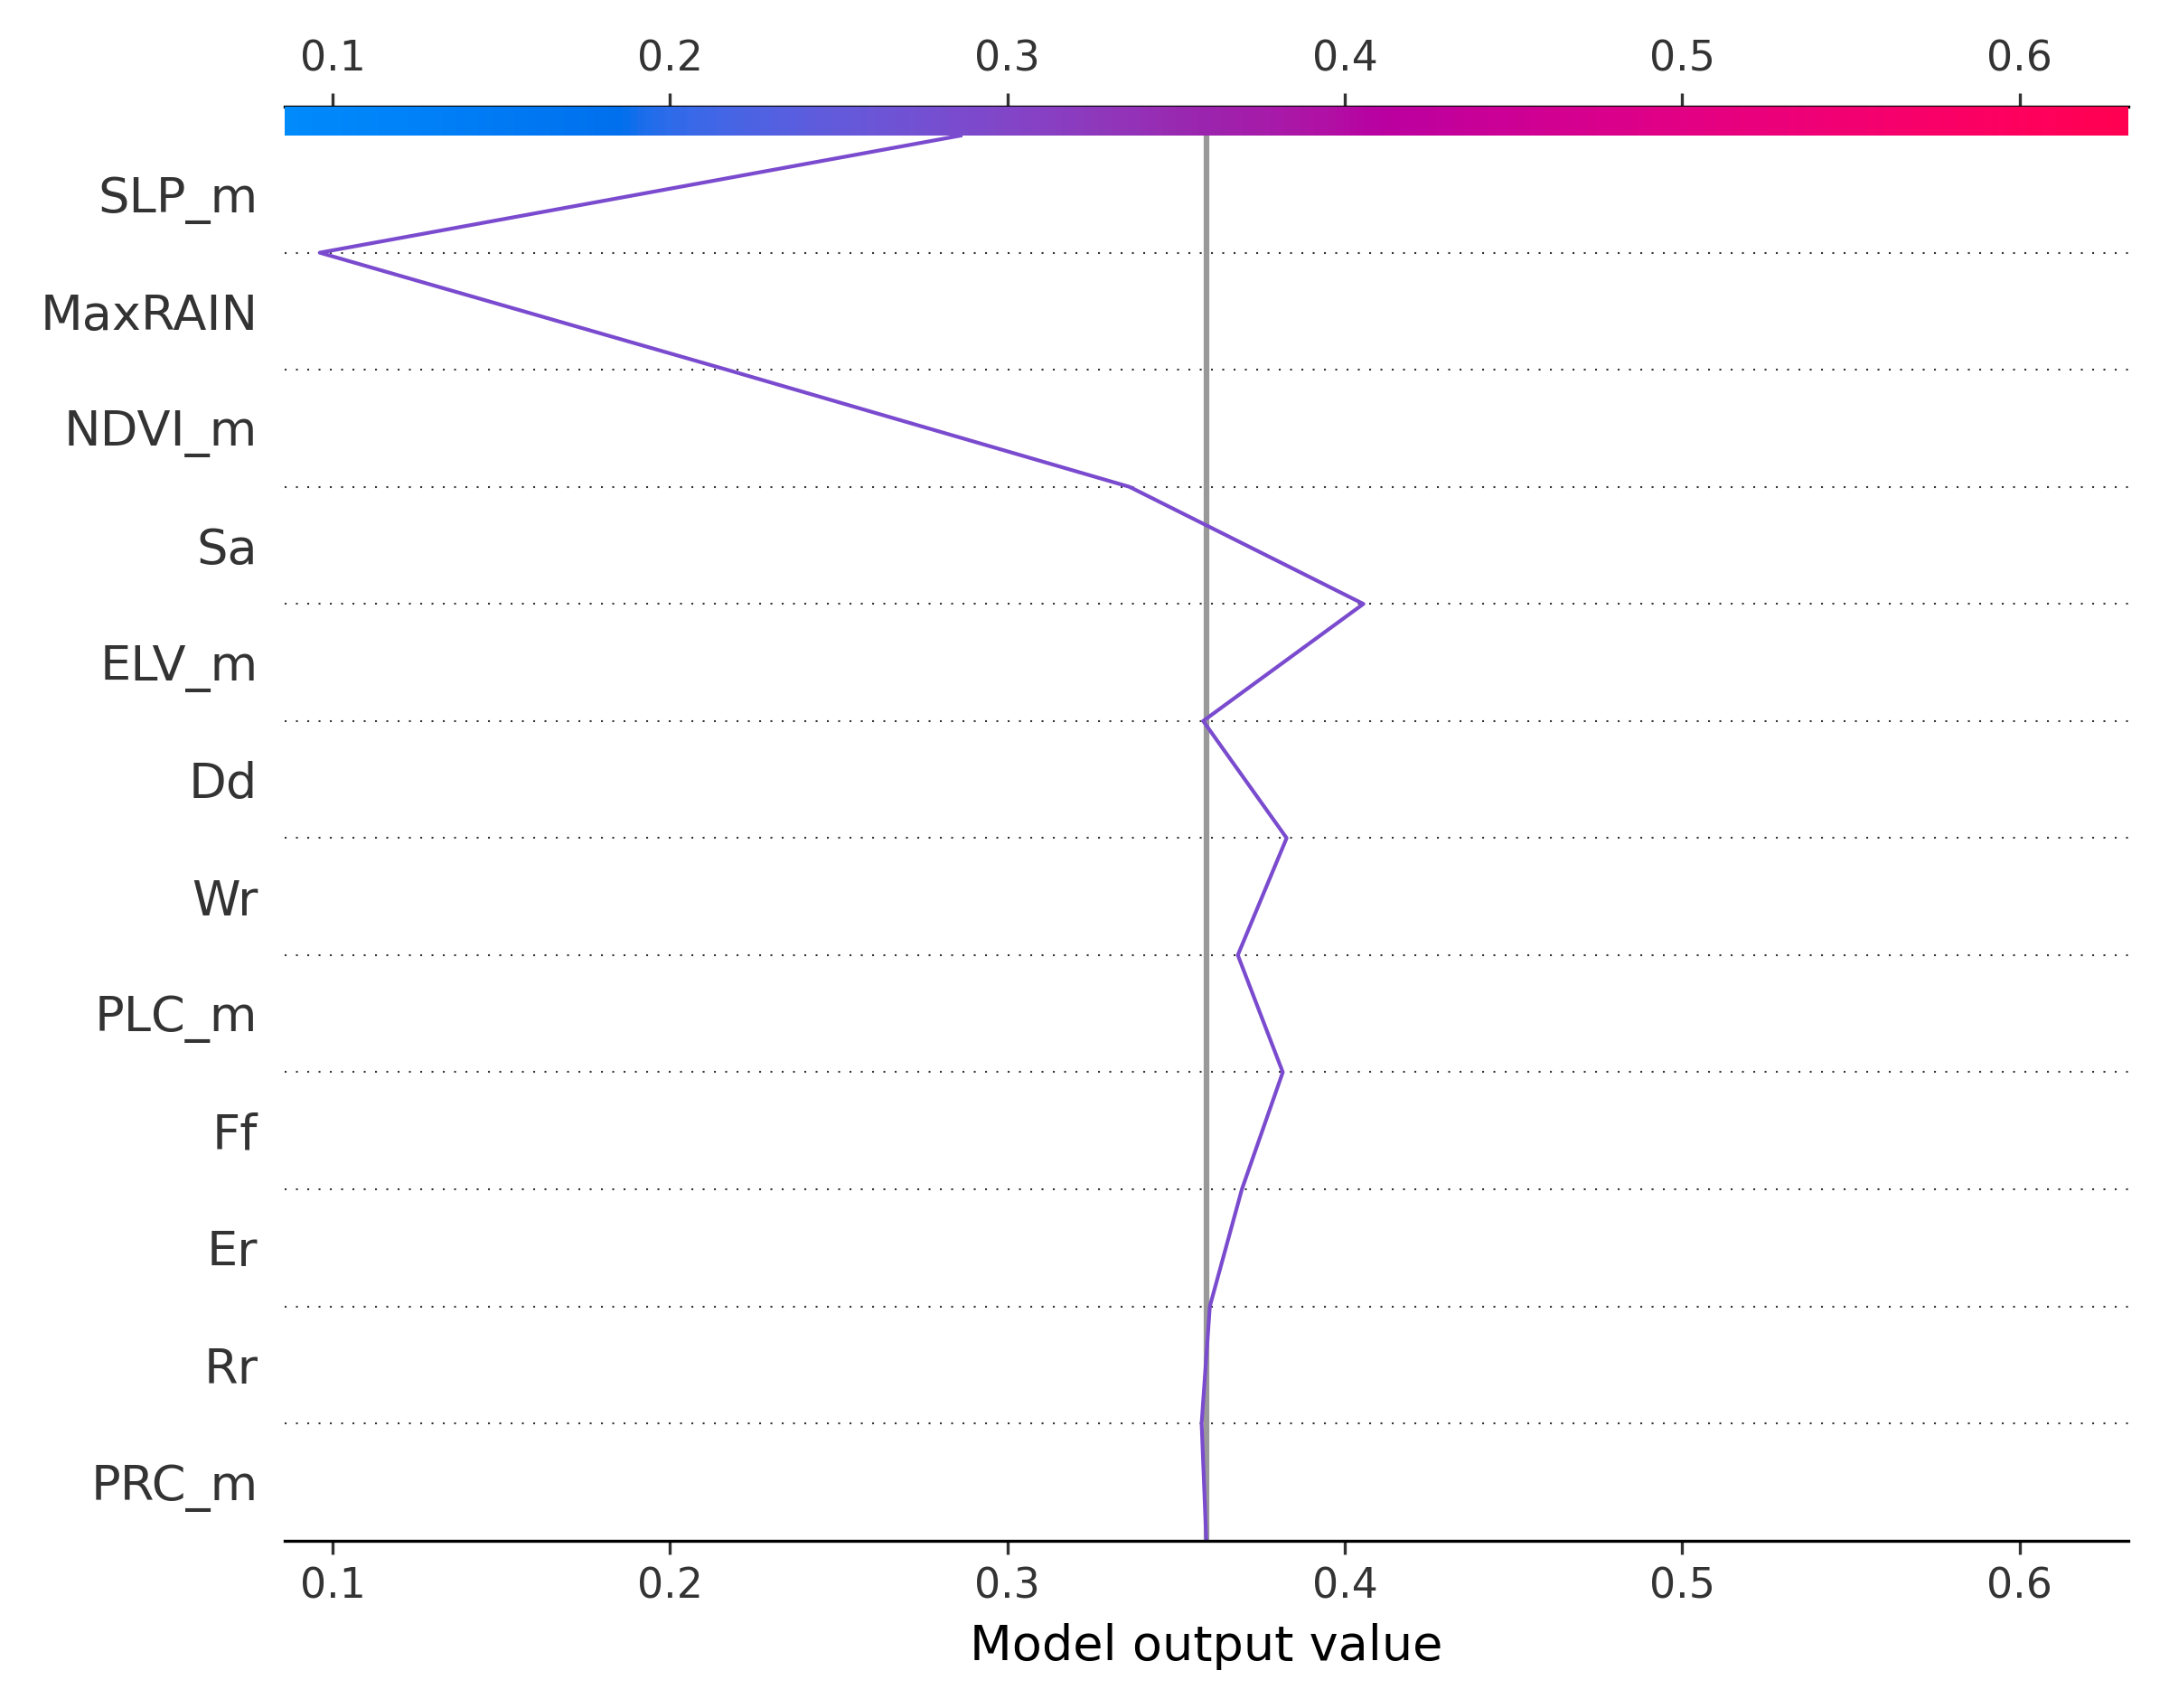 0.1 0.2 0.3 0.4 0.5 0.6
SLP_m
MaxRAIN
NDVI_m
Sa
ELV_m
Dd
Wr
PLC_m
Ff
Er
Rr
PRC_m
0.1 0.2 0.3 0.4 0.5 0.6
Model output value